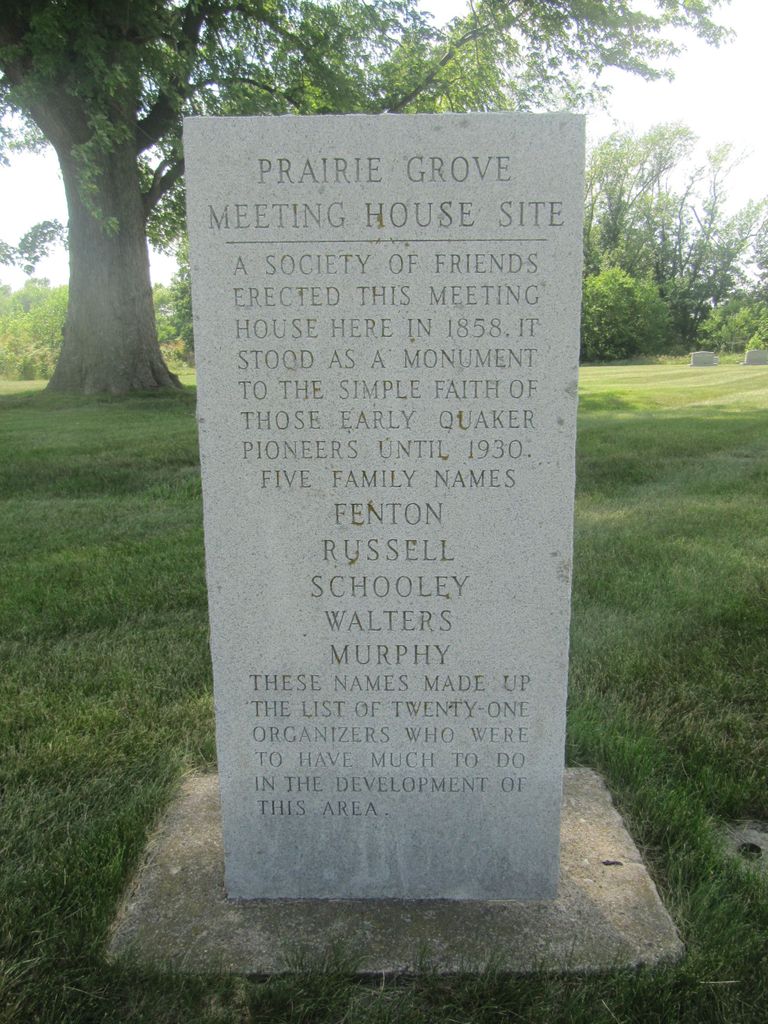 PRAIRIE GROVE
MEETING HOUSE SITE
A SOCIETY OF FRIENDS
ERECTED THIS MEETING
HOUSE HERE IN 1858. IT
STOOD AS A MONUMENT
TO THE SIMPLE FAITH OF
THOSE EARLY QUAKER
PIONEERS UNTIL 1930.
FIVE FAMILY NAMES
FENTON
RUSSELL
SCHOOLEY
WALTERS
MURPHY
THESE NAMES MADE UP
THE LIST OF TWENTY-ONE
ORGANIZERS WHO WERE
TO HAVE MUCH TO DO
IN THE DEVELOPMENT OF
THIS AREA.